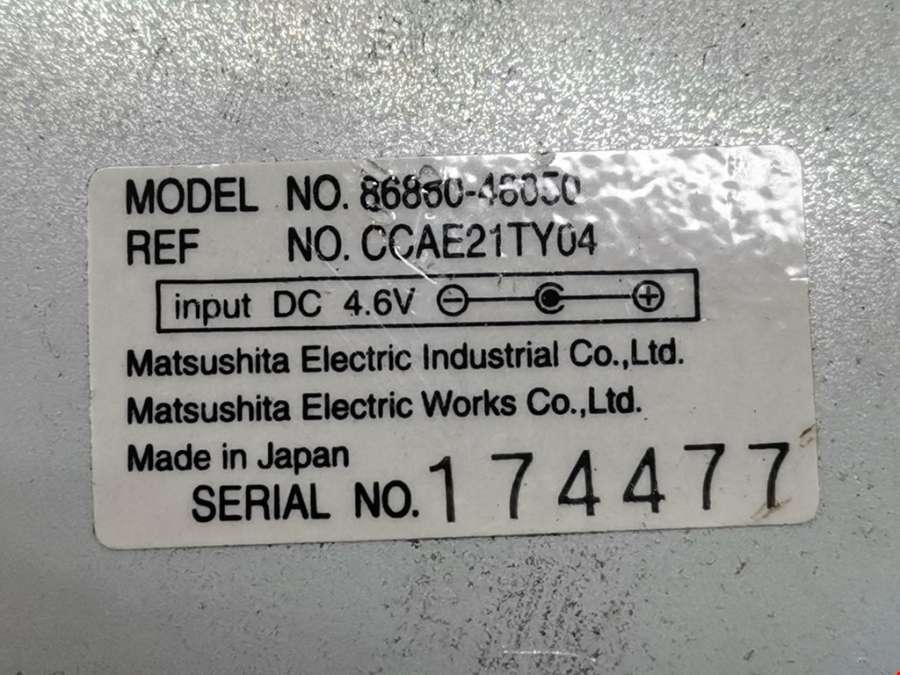 MODEL NO. 86860-46050
REF NO. CCAE21TY04
input DC 4.6V ⊖ ⊕
Matsushita Electric Industrial Co.,Ltd.
Matsushita Electric Works Co.,Ltd.
Made in Japan
SERIAL NO. 174477